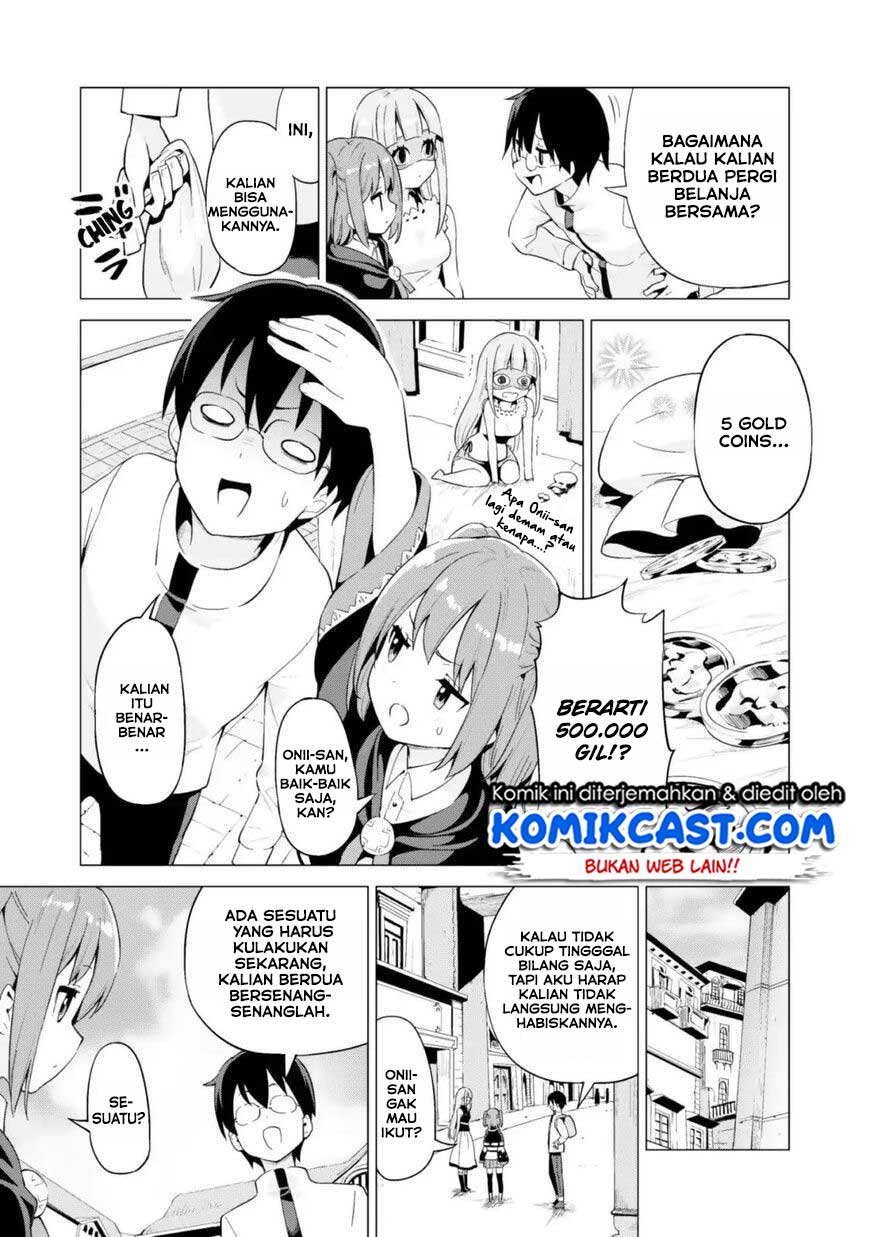 BAGAIMANA
KALAU KALIAN
BERDUA PERGI
BELANJA
BERSAMA?
INI,
KALIAN
BISA
MENGGUNA-
KANNYA.
CHING
5 GOLD
COINS...
BERARTI
500.000
GIL!?
Apa Onii-san
lagi demam atau
kenapa...?
ONII-SAN,
KAMU
BAIK-BAIK
SAJA,
KAN?
KALIAN
ITU
BENAR-
BENAR
...
Komik ini diterjemahkan & diedit oleh
KOMIKCAST.COM
BUKAN WEB LAIN!!
KALAU TIDAK
CUKUP TINGGGAL
BILANG SAJA,
TAPI AKU HARAP
KALIAN TIDAK
LANGSUNG MENG-
HABISKANNYA.
ONII-
SAN
GAK
MAU
IKUT?
ADA SESUATU
YANG HARUS
KULAKUKAN
SEKARANG,
KALIAN BERDUA
BERSENANG-
SENANGLAH.
SE-
SUATU?